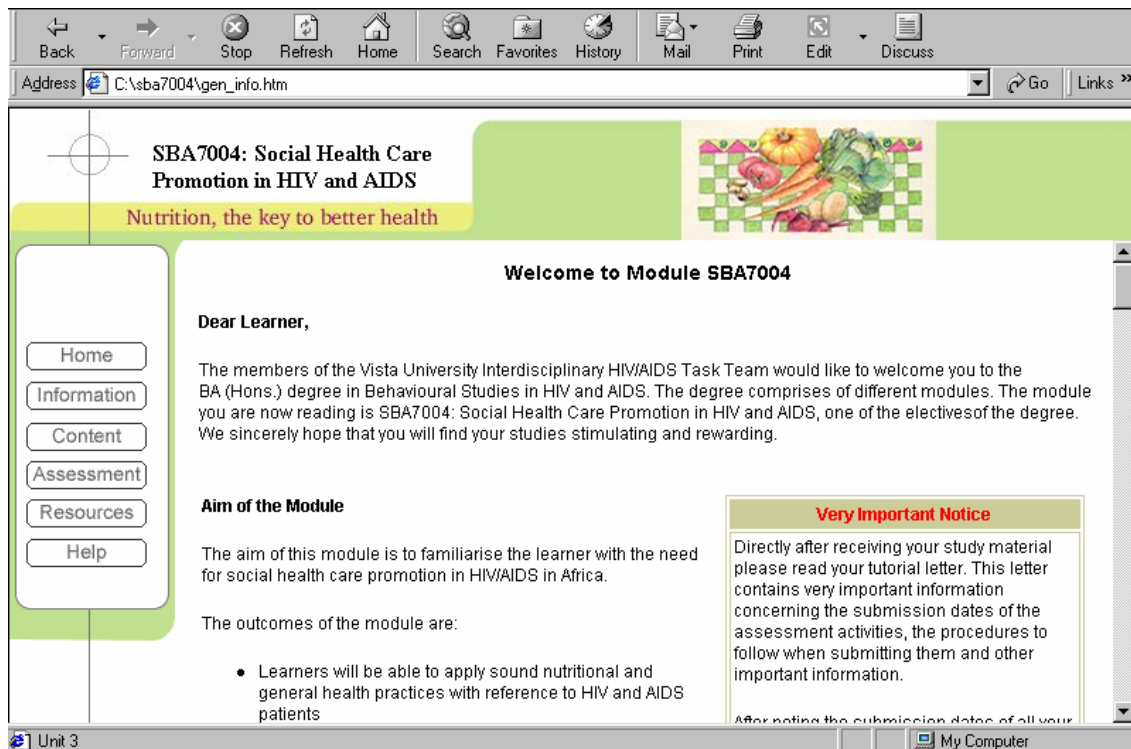 Back Forward Stop Refresh Home Search Favorites History Mail Print Edit Discuss
Address C:\sba7004\gen_info.htm Go Links »
SBA7004: Social Health Care
Promotion in HIV and AIDS
Nutrition, the key to better health
Home
Information
Content
Assessment
Resources
Help
Welcome to Module SBA7004
Dear Learner,
The members of the Vista University Interdisciplinary HIV/AIDS Task Team would like to welcome you to the
BA (Hons.) degree in Behavioural Studies in HIV and AIDS. The degree comprises of different modules. The module
you are now reading is SBA7004: Social Health Care Promotion in HIV and AIDS, one of the electivesof the degree.
We sincerely hope that you will find your studies stimulating and rewarding.
Aim of the Module
The aim of this module is to familiarise the learner with the need
for social health care promotion in HIV/AIDS in Africa.
The outcomes of the module are:
• Learners will be able to apply sound nutritional and
general health practices with reference to HIV and AIDS
patients
Very Important Notice
Directly after receiving your study material
please read your tutorial letter. This letter
contains very important information
concerning the submission dates of the
assessment activities, the procedures to
follow when submitting them and other
important information.
After noting the submission dates of all your
Unit 3 My Computer